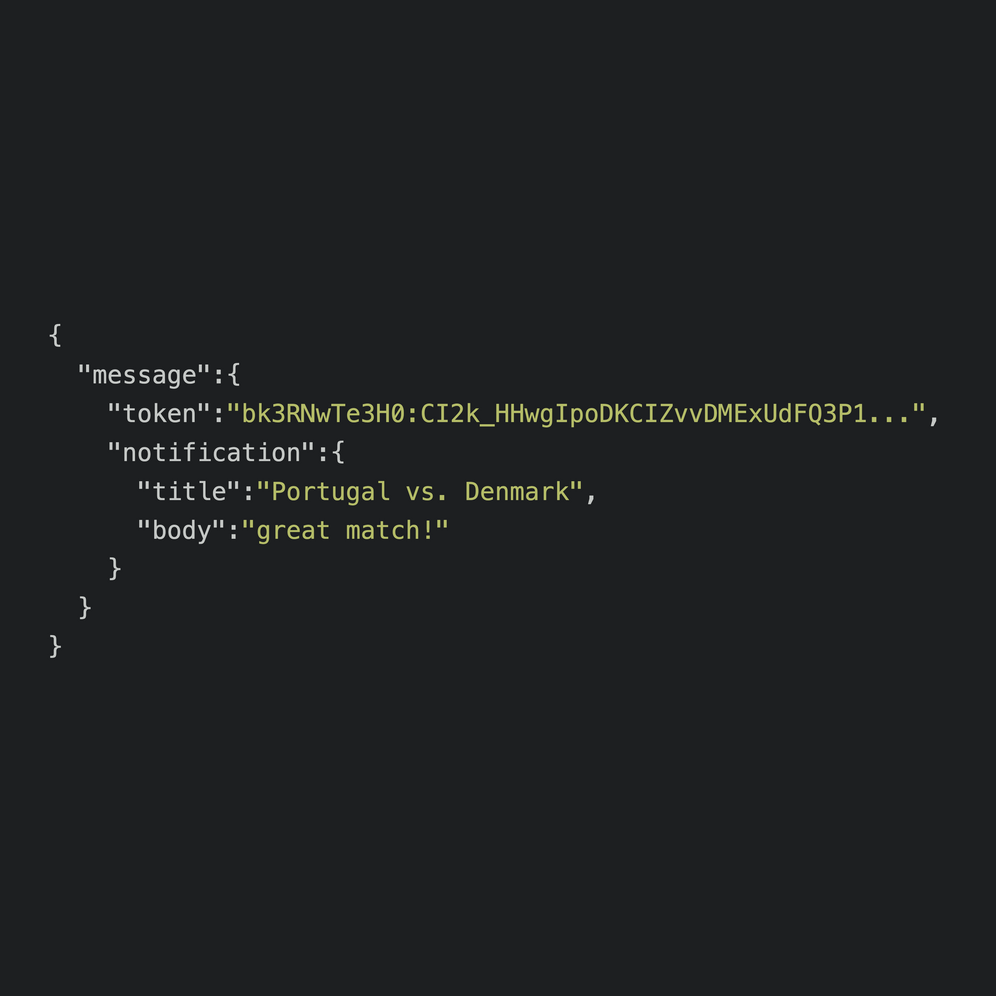 {
  "message":{
    "token":"bk3RNwTe3H0:CI2k_HHwgIpoDKCIZvvDMExUdFQ3P1...",
    "notification":{
      "title":"Portugal vs. Denmark",
      "body":"great match!"
    }
  }
}